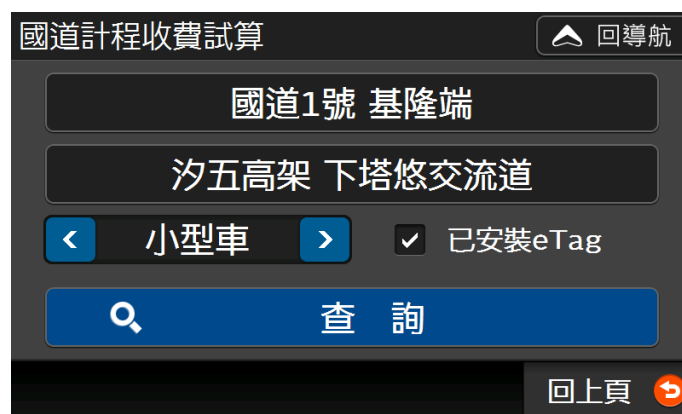 國道計程收費試算
回導航
國道1號 基隆端
汐五高架 下塔悠交流道
小型車
已安裝eTag
查 詢
回上頁